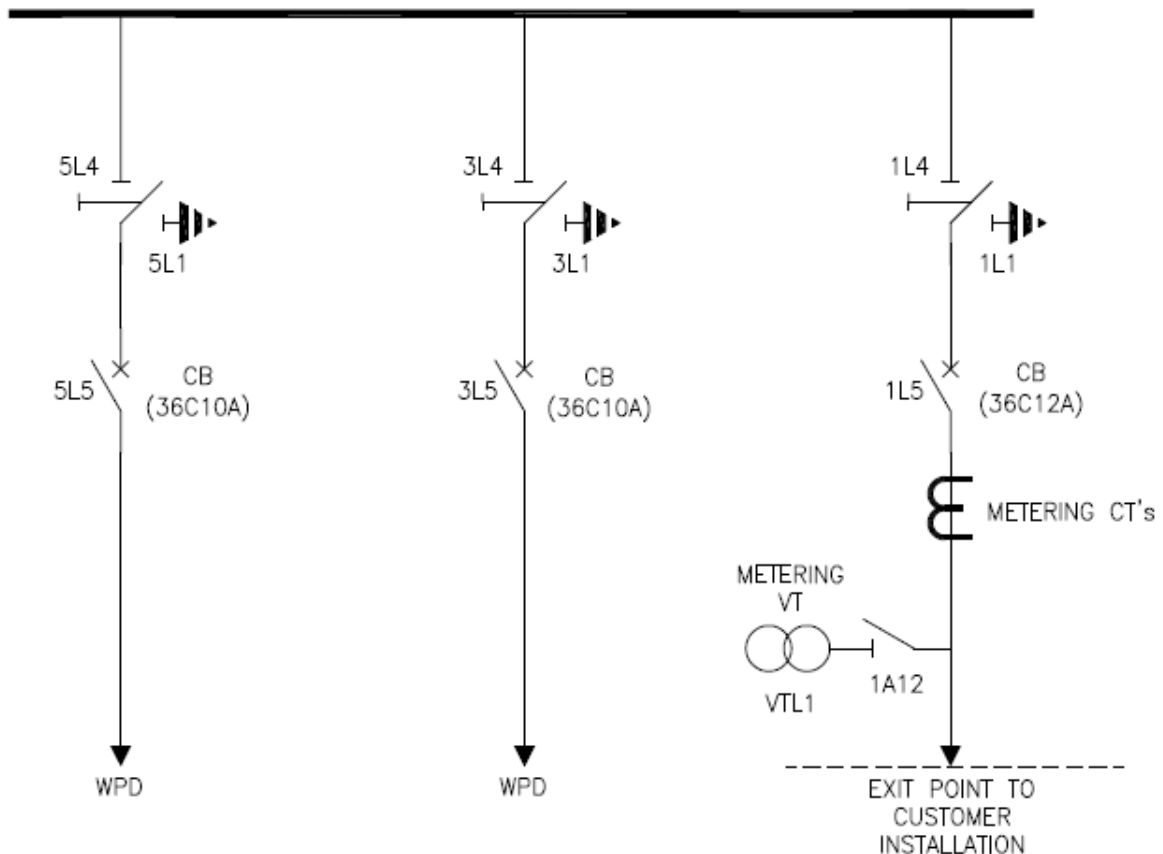 5L4
5L1
5L5
CB
(36C10A)
WPD
3L4
3L1
3L5
CB
(36C10A)
WPD
1L4
1L1
1L5
CB
(36C12A)
METERING CT's
METERING
VT
VTL1
1A12
EXIT POINT TO
CUSTOMER
INSTALLATION